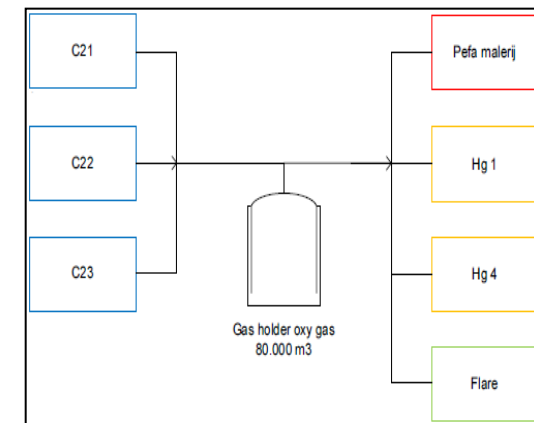 C21
C22
C23
Gas holder oxy gas
80.000 m3
Pefa malerij
Hg 1
Hg 4
Flare